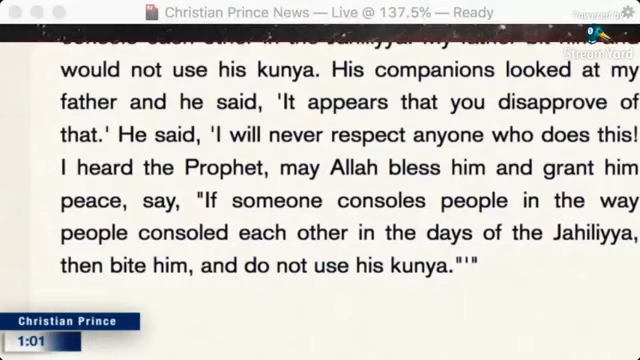 Christian Prince News — Live @ 137.5% — Ready
Powered by
StreamYard
would not use his kunya. His companions looked at my
father and he said, 'It appears that you disapprove of
that.' He said, 'I will never respect anyone who does this!
I heard the Prophet, may Allah bless him and grant him
peace, say, "If someone consoles people in the way
people consoled each other in the days of the Jahiliyya,
then bite him, and do not use his kunya."'"
Christian Prince
1:01